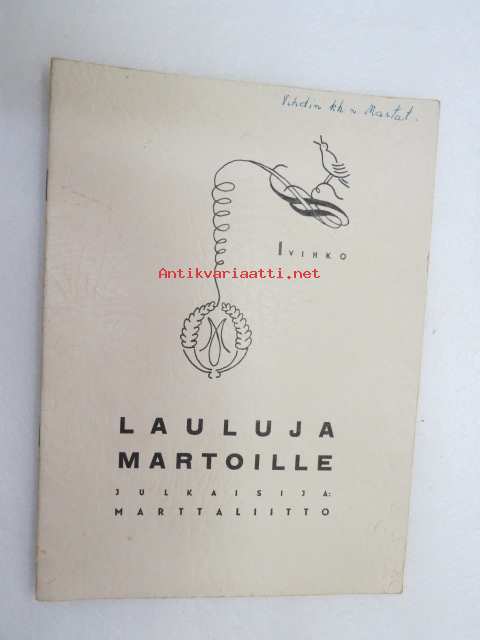 Vihdin kk:n Martat.
I VIHKO
Antikvariaatti.net
LAULUJA
MARTOILLE
JULKAISIJA:
MARTTALIITTO